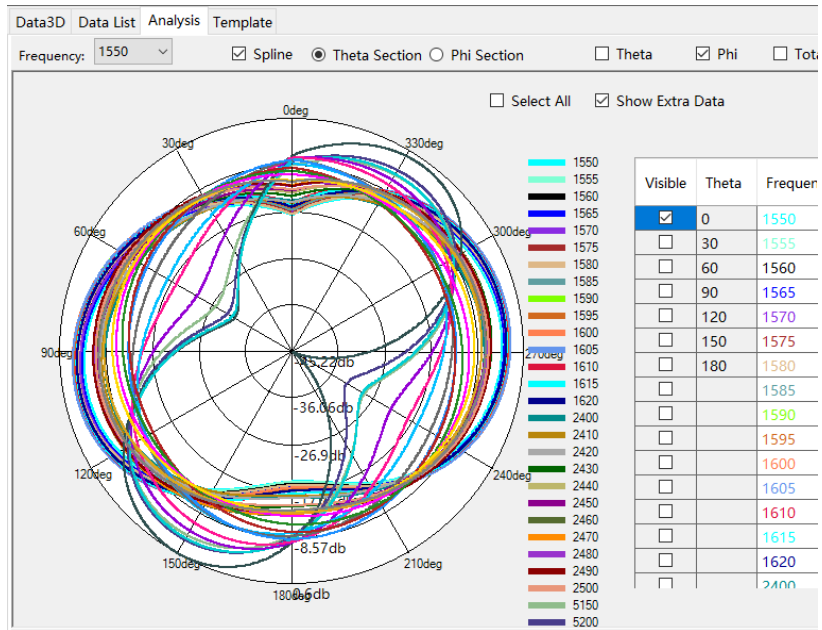 Data3D Data List Analysis Template
Frequency: 1550 Spline Theta Section Phi Section Theta Phi
Select All Show Extra Data
0deg
30deg
330deg
60deg
300deg
90deg
270deg
120deg
240deg
150deg
210deg
180deg
-36.06db
-26.9db
-8.57db
1550
1555
1560
1565
1570
1575
1580
1585
1590
1595
1600
1605
1610
1615
1620
2400
2410
2420
2430
2440
2450
2460
2470
2480
2490
2500
5150
5200
Visible Theta
0 1550
30 1555
60 1560
90 1565
120 1570
150 1575
180 1580
1585
1590
1595
1600
1605
1610
1615
1620
2400